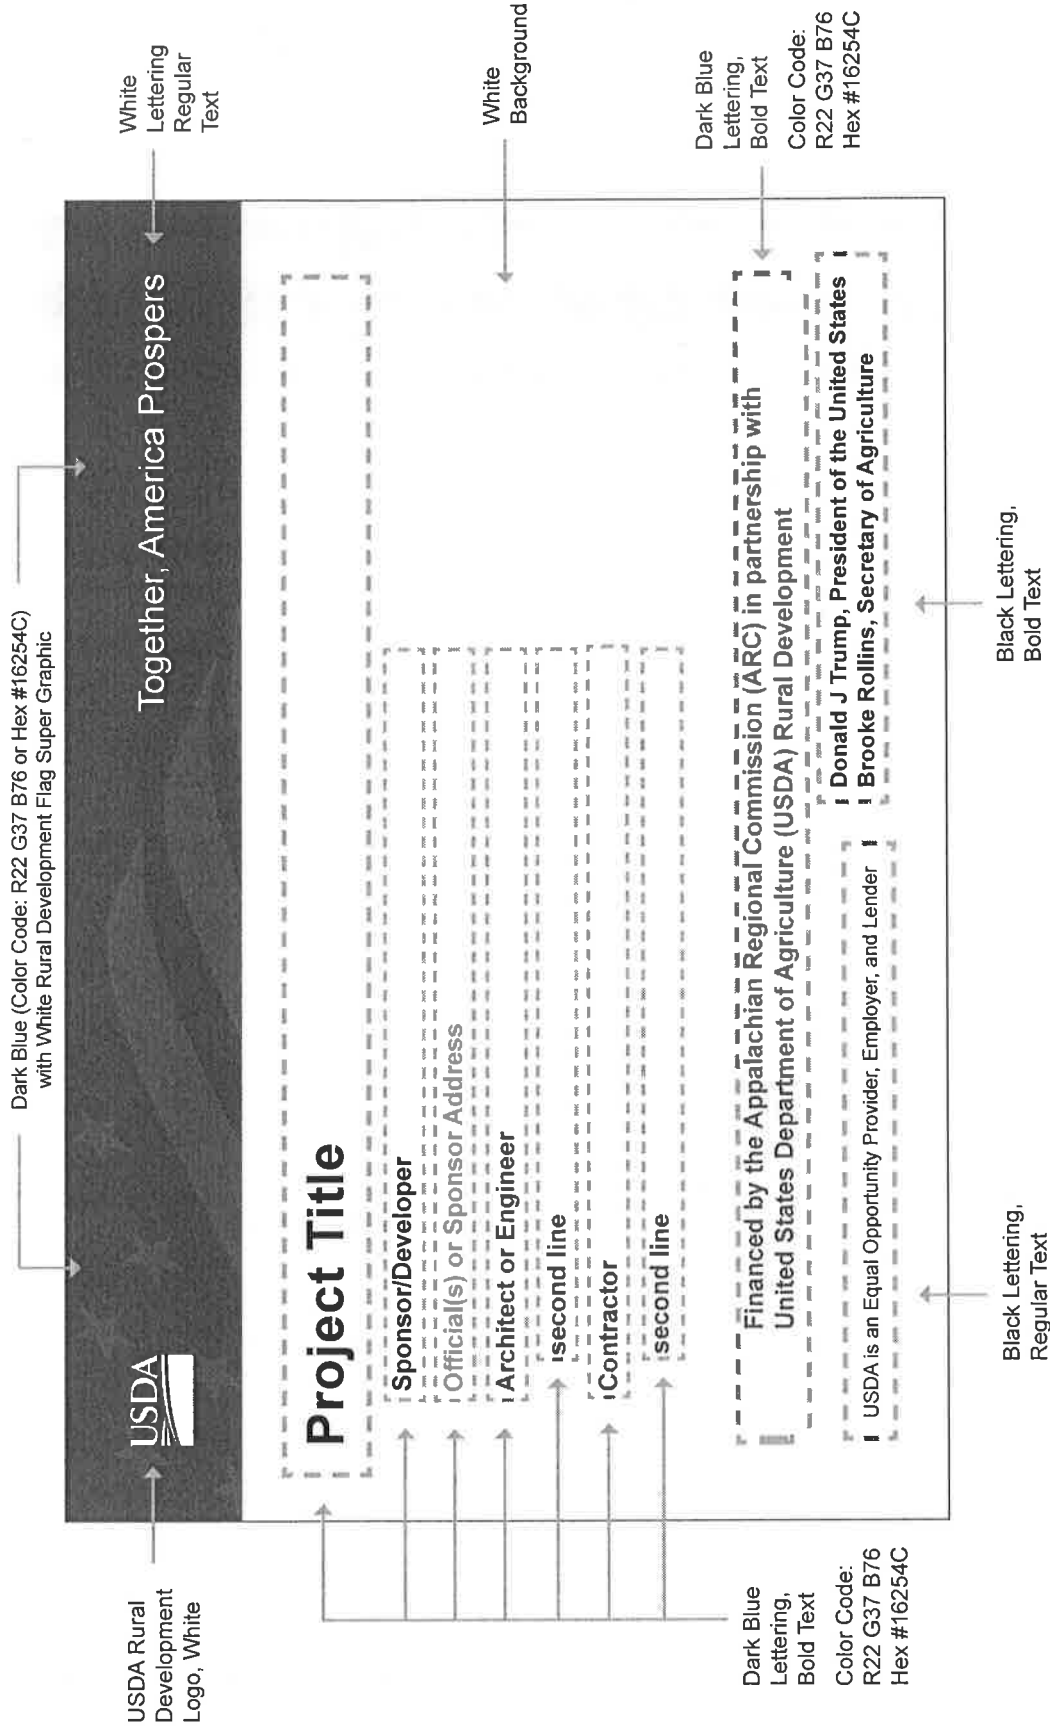 Dark Blue (Color Code: R22 G37 B76 or Hex #16254C)
with White Rural Development Flag Super Graphic
USDA Rural
Development
Logo, White
USDA
Together, America Prospers
White
Lettering
Regular
Text
Project Title
Sponsor/Developer
Official(s) or Sponsor Address
Architect or Engineer
second line
Contractor
second line
White
Background
Financed by the Appalachian Regional Commission (ARC) in partnership with
United States Department of Agriculture (USDA) Rural Development
Dark Blue
Lettering,
Bold Text
Color Code:
R22 G37 B76
Hex #16254C
Dark Blue
Lettering,
Bold Text
Color Code:
R22 G37 B76
Hex #16254C
USDA is an Equal Opportunity Provider, Employer, and Lender
Donald J Trump, President of the United States
Brooke Rollins, Secretary of Agriculture
Black Lettering,
Regular Text
Black Lettering,
Bold Text